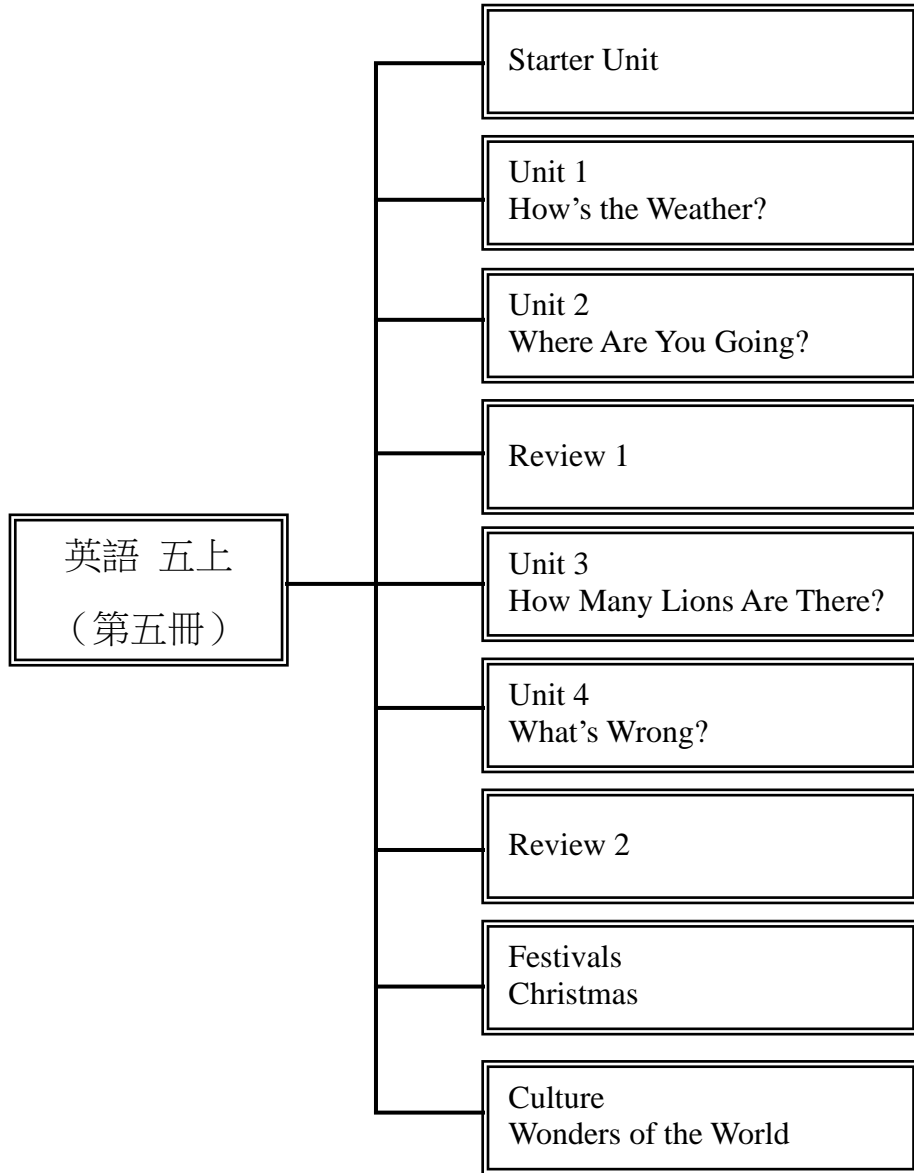 Starter Unit
Unit 1
How’s the Weather?
Unit 2
Where Are You Going?
Review 1
英語 五上
（第五冊）
Unit 3
How Many Lions Are There?
Unit 4
What’s Wrong?
Review 2
Festivals
Christmas
Culture
Wonders of the World